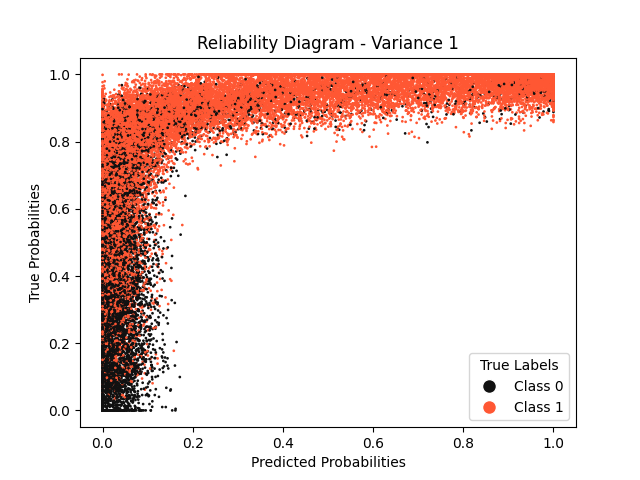 Reliability Diagram - Variance 1
True Probabilities
1.0
0.8
0.6
0.4
0.2
0.0
True Labels
Class 0
Class 1
0.0 0.2 0.4 0.6 0.8 1.0
Predicted Probabilities